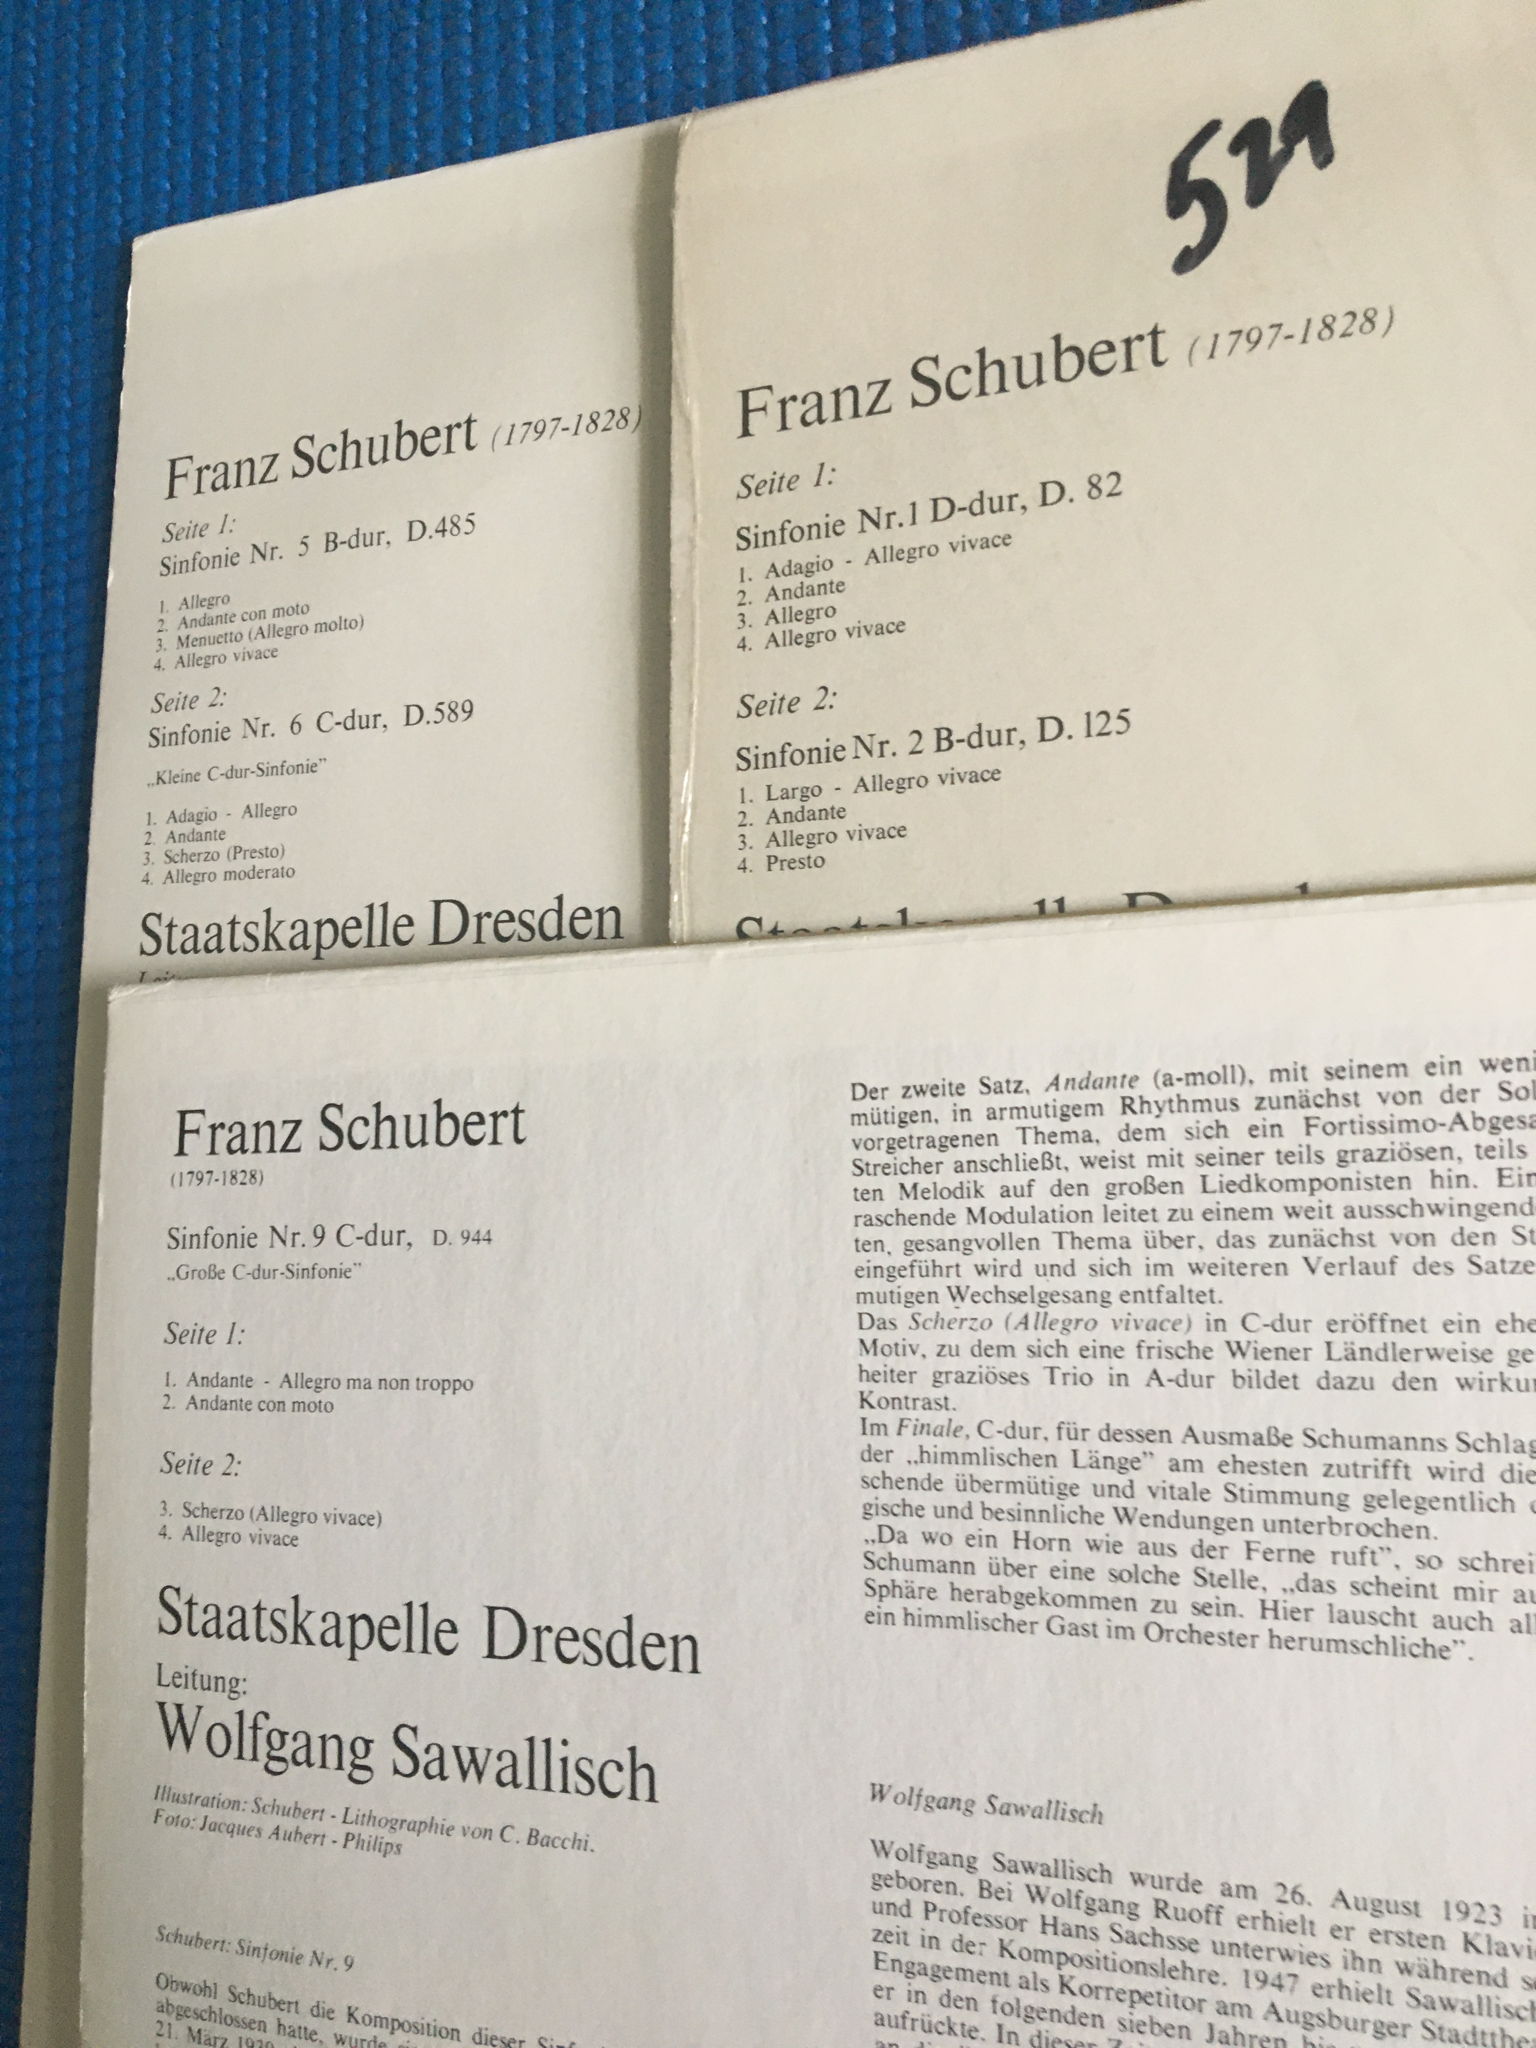 529
Franz Schubert (1797-1828)
Seite 1:
Sinfonie Nr. 5 B-dur, D.485
1. Allegro
2. Andante con moto
3. Menuetto (Allegro molto)
4. Allegro vivace
Seite 2:
Sinfonie Nr. 6 C-dur, D.589
„Kleine C-dur-Sinfonie”
1. Adagio - Allegro
2. Andante
3. Scherzo (Presto)
4. Allegro moderato
Staatskapelle Dresden
Franz Schubert (1797-1828)
Seite 1:
Sinfonie Nr.1 D-dur, D. 82
1. Adagio - Allegro vivace
2. Andante
3. Allegro
4. Allegro vivace
Seite 2:
Sinfonie Nr. 2 B-dur, D. 125
1. Largo - Allegro vivace
2. Andante
3. Allegro vivace
4. Presto
Staatskapelle Dresden
Franz Schubert
(1797-1828)
Sinfonie Nr. 9 C-dur, D. 944
„Große C-dur-Sinfonie”
Seite 1:
1. Andante - Allegro ma non troppo
2. Andante con moto
Seite 2:
3. Scherzo (Allegro vivace)
4. Allegro vivace
Staatskapelle Dresden
Leitung:
Wolfgang Sawallisch
Illustration: Schubert - Lithographie von C. Bacchi.
Foto: Jacques Aubert - Philips
Schubert: Sinfonie Nr. 9
Obwohl Schubert die Komposition dieser
abgeschlossen hatte, wurde
21. März
Der zweite Satz, Andante (a-moll), mit seinem ein
mütigen, in armutigem Rhythmus zunächst von der
vorgetragenen Thema, dem sich ein
Streicher anschließt, weist mit seiner teils graziösen, teils
ten Melodik auf den großen Liedkomponisten hin.
raschende Modulation leitet zu einem weit
ten, gesangvollen Thema über, das zunächst von den
eingeführt wird und sich im weiteren Verlauf des
mutigen Wechselgesang entfaltet.
Das Scherzo (Allegro vivace) in C-dur eröffnet ein
Motiv, zu dem sich eine frische Wiener Ländlerweise
heiter graziöses Trio in A-dur bildet dazu den
Kontrast.
Im Finale, C-dur, für dessen Ausmaße Schumanns
der „himmlischen Länge” am ehesten zutrifft wird
schende übermütige und vitale Stimmung gelegentlich
gische und besinnliche Wendungen unterbrochen.
„Da wo ein Horn wie aus der Ferne ruft”, so
Schumann über eine solche Stelle, „das scheint mir
Sphäre herabgekommen zu sein. Hier lauscht auch
ein himmlischer Gast im Orchester herumschliche”.
Wolfgang Sawallisch
Wolfgang Sawallisch wurde am 26. August 1923
geboren. Bei Wolfgang Ruoff erhielt er ersten
und Professor Hans Sachsse unterwies ihn während
zeit in der Kompositionslehre. 1947 erhielt Sawallisch
Engagement als Korrepetitor am Augsburger
er in den folgenden sieben Jahren
aufrückte. In dieser